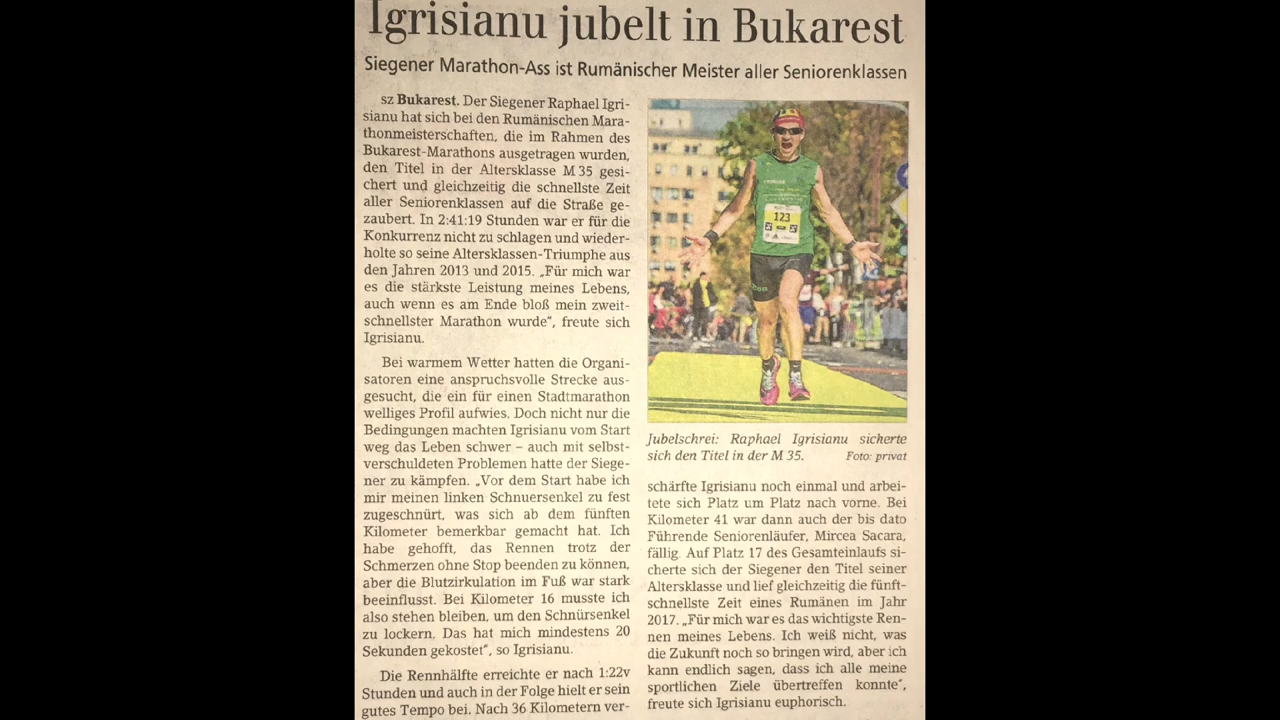 Igrisianu jubelt in Bukarest
Siegener Marathon-Ass ist Rumänischer Meister aller Seniorenklassen
sz Bukarest. Der Siegener Raphael Igri-
sianu hat sich bei den Rumänischen Mara-
thonmeisterschaften, die im Rahmen des
Bukarest-Marathons ausgetragen wurden,
den Titel in der Altersklasse M 35 gesi-
chert und gleichzeitig die schnellste Zeit
aller Seniorenklassen auf die Straße ge-
zaubert. In 2:41:19 Stunden war er für die
Konkurrenz nicht zu schlagen und wieder-
holte so seine Altersklassen-Triumphe aus
den Jahren 2013 und 2015. „Für mich war
es die stärkste Leistung meines Lebens,
auch wenn es am Ende bloß mein zweit-
schnellster Marathon wurde“, freute sich
Igrisianu.
Bei warmem Wetter hatten die Organi-
satoren eine anspruchsvolle Strecke aus-
gesucht, die ein für einen Stadtmarathon
welliges Profil aufwies. Doch nicht nur die
Bedingungen machten Igrisianu vom Start
weg das Leben schwer – auch mit selbst-
verschuldeten Problemen hatte der Siege-
ner zu kämpfen. „Vor dem Start habe ich
mir meinen linken Schnuersenkel zu fest
zugeschnürt, was sich ab dem fünften
Kilometer bemerkbar gemacht hat. Ich
habe gehofft, das Rennen trotz der
Schmerzen ohne Stop beenden zu können,
aber die Blutzirkulation im Fuß war stark
beeinflusst. Bei Kilometer 16 musste ich
also stehen bleiben, um den Schnürsenkel
zu lockern. Das hat mich mindestens 20
Sekunden gekostet“, so Igrisianu.
Die Rennhälfte erreichte er nach 1:22v
Stunden und auch in der Folge hielt er sein
gutes Tempo bei. Nach 36 Kilometern ver-
123
Jubelschrei: Raphael Igrisianu sicherte
sich den Titel in der M 35. Foto: privat
schärfte Igrisianu noch einmal und arbei-
tete sich Platz um Platz nach vorne. Bei
Kilometer 41 war dann auch der bis dato
Führende Seniorenläufer, Mircea Sacara,
fällig. Auf Platz 17 des Gesamteinlaufs si-
cherte sich der Siegener den Titel seiner
Altersklasse und lief gleichzeitig die fünft-
schnellste Zeit eines Rumänen im Jahr
2017. „Für mich war es das wichtigste Ren-
nen meines Lebens. Ich weiß nicht, was
die Zukunft noch so bringen wird, aber ich
kann endlich sagen, dass ich alle meine
sportlichen Ziele übertreffen konnte“,
freute sich Igrisianu euphorisch.